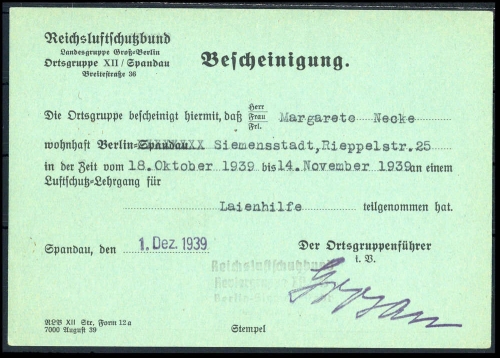 Reichsluftschutzbund
Landesgruppe Groß-Berlin
Ortsgruppe XII / Spandau
Breitestraße 36
Bescheinigung.
Die Ortsgruppe bescheinigt hiermit, daß Herr Frau Frl. Margarete Necke
wohnhaft Berlin-Spandau XX Siemensstadt, Rieppelstr. 25
in der Zeit vom 18. Oktober 1939 bis 14. November 1939 an einem
Luftschutz-Lehrgang für
Laienhilfe teilgenommen hat.
Spandau, den 1. Dez. 1939
Der Ortsgruppenführer
i. V.
Reichsluftschutzbund
Stempel
RLB XII Str, Form 12a
7000 August 39